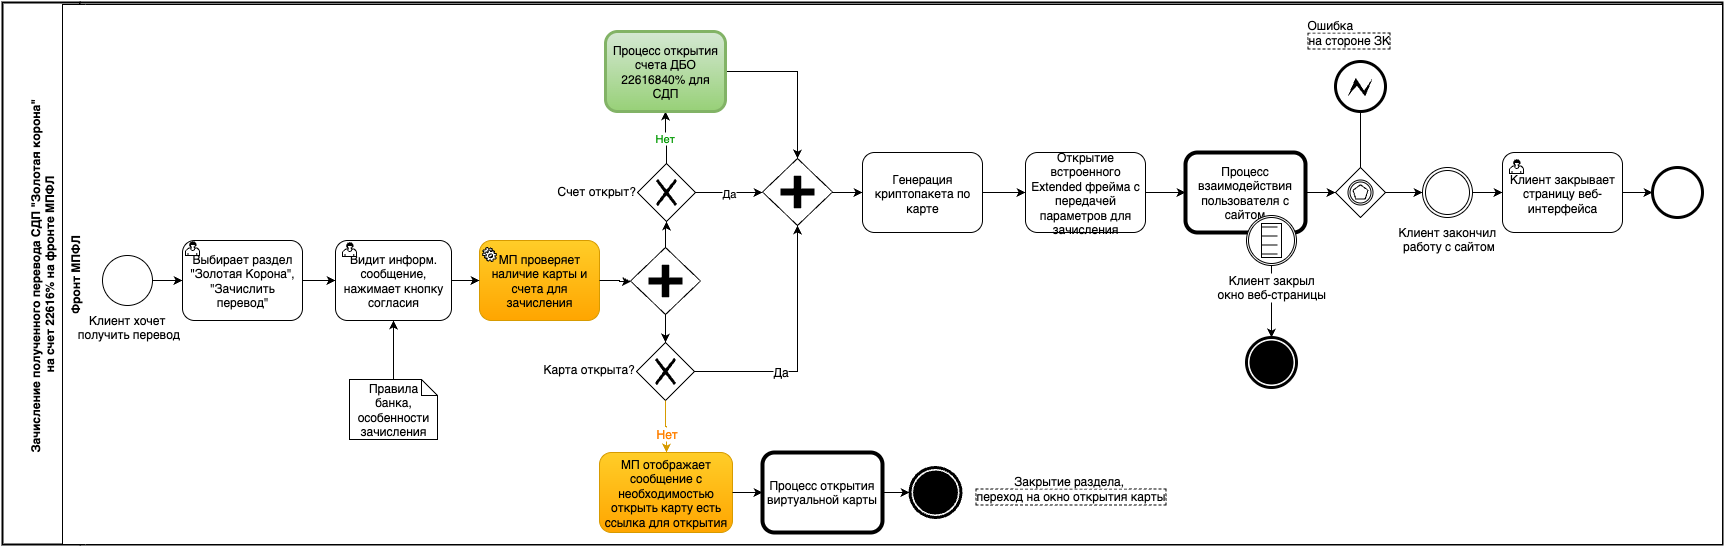 Зачисление полученного перевода СДП "Золотая корона"
на счет 22616% на фронте МПФЛ
Фронт МПФЛ
Клиент хочет
получить перевод
Выбирает раздел
"Золотая Корона",
"Зачислить
перевод"
Видит информ.
сообщение,
нажимает кнопку
согласия
Правила
банка,
особенности
зачисления
МП проверяет
наличие карты и
счета для
зачисления
Счет открыт?
Нет
Да
Процесс открытия
счета ДБО
22616840% для
СДП
Карта открыта?
Да
Нет
МП отображает
сообщение с
необходимостью
открыть карту есть
ссылка для открытия
Процесс открытия
виртуальной карты
Закрытие раздела,
переход на окно открытия карты
Генерация
криптопакета по
карте
Открытие
встроенного
Extended фрейма с
передачей
параметров для
зачисления
Процесс
взаимодействия
пользователя с
сайтом
Клиент закрыл
окно веб-страницы
Ошибка
на стороне ЗК
Клиент закончил
работу с сайтом
Клиент закрывает
страницу веб-
интерфейса